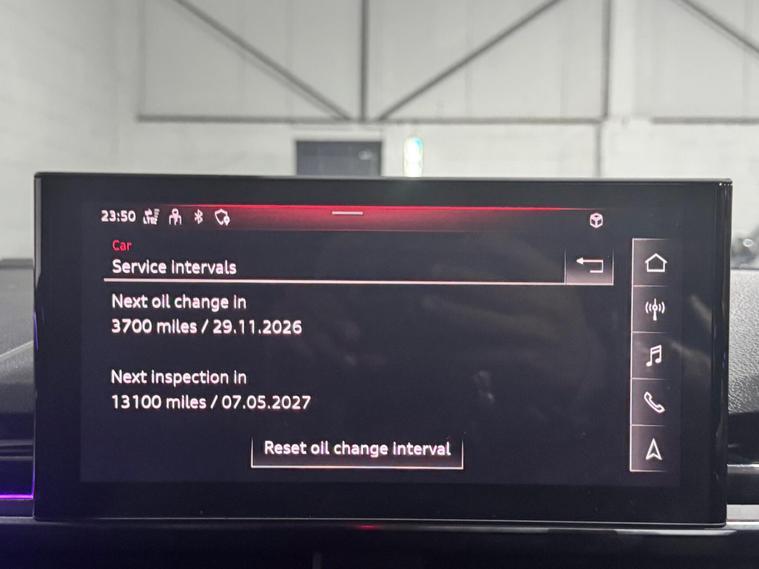 23:50
Car
Service intervals
Next oil change in
3700 miles / 29.11.2026
Next inspection in
13100 miles / 07.05.2027
Reset oil change interval